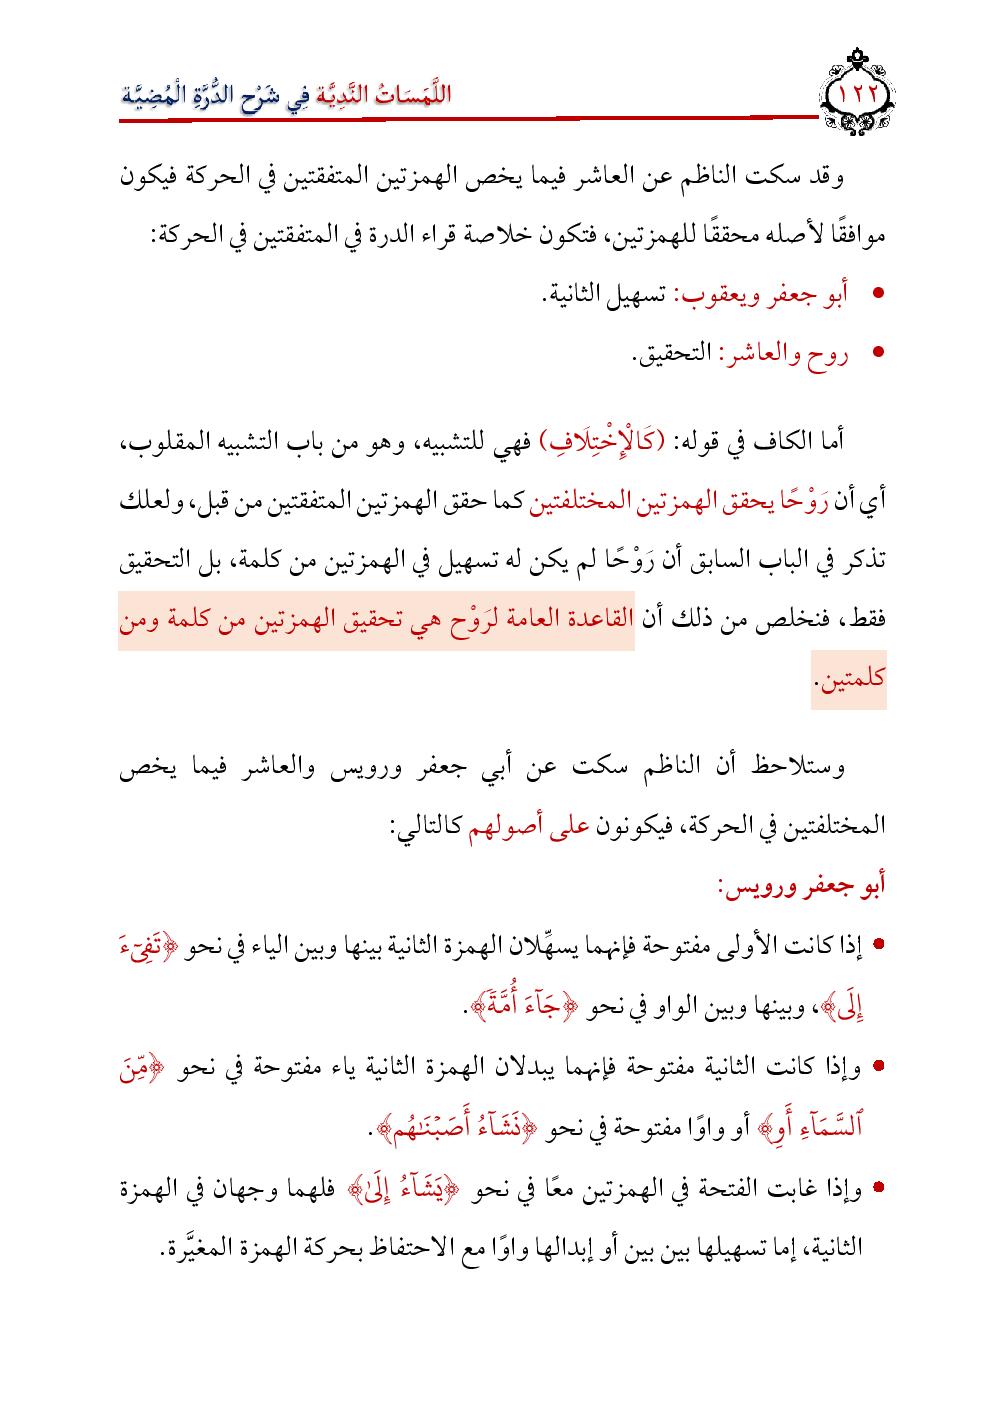 ١٢٢
اللَّمَسَاتُ النَّدِيَّة فِي شَرْحِ الدُّرَّةِ الْمُضِيَّة
وقد سكت الناظم عن العاشر فيما يخص الهمزتين المتفقتين في الحركة فيكون
موافقًا لأصله محققًا للهمزتين، فتكون خلاصة قراء الدرة في المتفقتين في الحركة:
• أبو جعفر ويعقوب: تسهيل الثانية.
• روح والعاشر: التحقيق.
أما الكاف في قوله: (كَالْإِخْتِلَافِ) فهي للتشبيه، وهو من باب التشبيه المقلوب،
أي أن رَوْحًا يحقق الهمزتين المختلفتين كما حقق الهمزتين المتفقتين من قبل، ولعلك
تذكر في الباب السابق أن رَوْحًا لم يكن له تسهيل في الهمزتين من كلمة، بل التحقيق
فقط، فنخلص من ذلك أن القاعدة العامة لرَوْح هي تحقيق الهمزتين من كلمة ومن
كلمتين.
وستلاحظ أن الناظم سكت عن أبي جعفر ورويس والعاشر فيما يخص
المختلفتين في الحركة، فيكونون على أصولهم كالتالي:
أبو جعفر ورويس:
• إذا كانت الأولى مفتوحة فإنهما يسهِّلان الهمزة الثانية بينها وبين الياء في نحو ﴿تَفِيٓءَ
إِلَى﴾، وبينها وبين الواو في نحو ﴿جَآءَ أُمَّةٗ﴾.
• وإذا كانت الثانية مفتوحة فإنهما يبدلان الهمزة الثانية ياء مفتوحة في نحو ﴿مِّنَ
ٱلسَّمَآءِ أَوِ﴾ أو واوًا مفتوحة في نحو ﴿نَشَآءُ أَصَبۡنَٰهُم﴾.
• وإذا غابت الفتحة في الهمزتين معًا في نحو ﴿يَشَآءُ إِلَىٰ﴾ فلهما وجهان في الهمزة
الثانية، إما تسهيلها بين بين أو إبدالها واوًا مع الاحتفاظ بحركة الهمزة المغيَّرة.